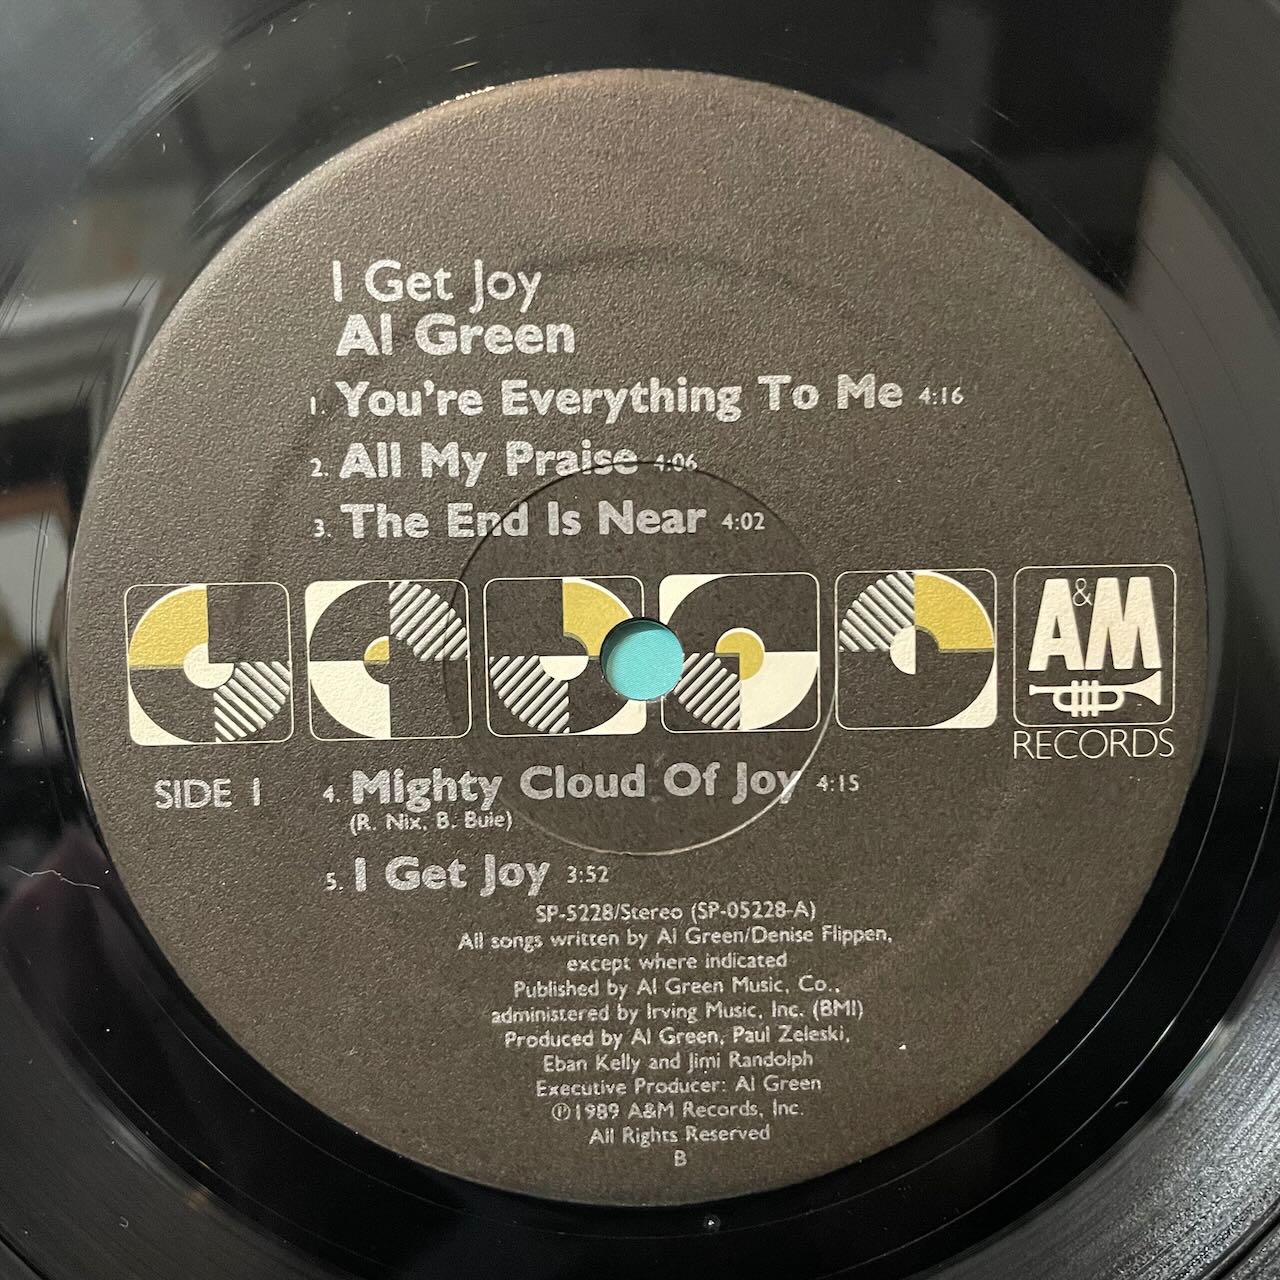 I Get Joy
Al Green
1. You're Everything To Me 4:16
2. All My Praise 4:06
3. The End Is Near 4:02
A&M
RECORDS
SIDE 1
4. Mighty Cloud Of Joy 4:15
(R. Nix, B. Buie)
5. I Get Joy 3:52
SP-5228/Stereo (SP-05228-A)
All songs written by Al Green/Denise Flippen,
except where indicated
Published by Al Green Music, Co.,
administered by Irving Music, Inc. (BMI)
Produced by Al Green, Paul Zeleski,
Eban Kelly and Jimi Randolph
Executive Producer: Al Green
℗1989 A&M Records, Inc.
All Rights Reserved
B